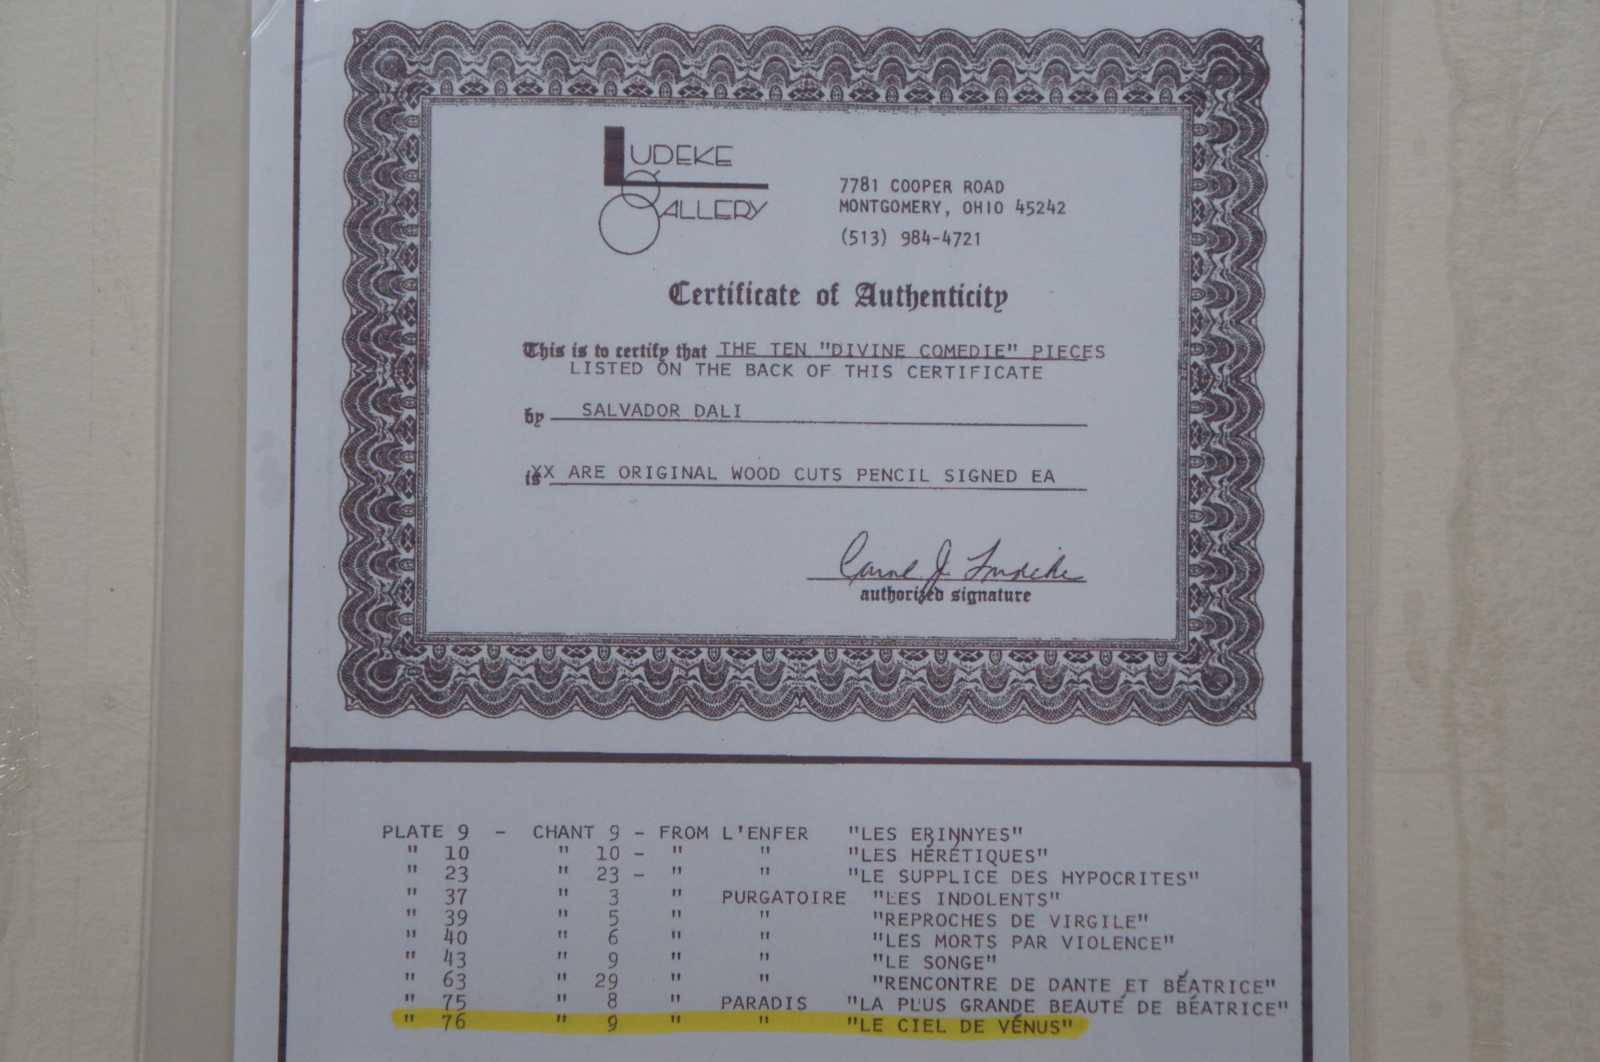 LUDEKE
GALLERY
7781 COOPER ROAD
MONTGOMERY, OHIO 45242
(513) 984-4721
Certificate of Authenticity
This is to certify that THE TEN "DIVINE COMEDIE" PIECES
LISTED ON THE BACK OF THIS CERTIFICATE
by SALVADOR DALI
is XX ARE ORIGINAL WOOD CUTS PENCIL SIGNED EA
Carol J. Ludeke
authorized signature
PLATE 9 - CHANT 9 - FROM L'ENFER "LES ERINNYES"
" 10 " 10 - " " "LES HÉRÉTIQUES"
" 23 " 23 - " " "LE SUPPLICE DES HYPOCRITES"
" 37 " 3 " PURGATOIRE "LES INDOLENTS"
" 39 " 5 " " "REPROCHES DE VIRGILE"
" 40 " 6 " " "LES MORTS PAR VIOLENCE"
" 43 " 9 " " "LE SONGE"
" 63 " 29 " " "RENCONTRE DE DANTE ET BÉATRICE"
" 75 " 8 " PARADIS "LA PLUS GRANDE BEAUTÉ DE BÉATRICE"
" 76 " 9 " " "LE CIEL DE VÉNUS"